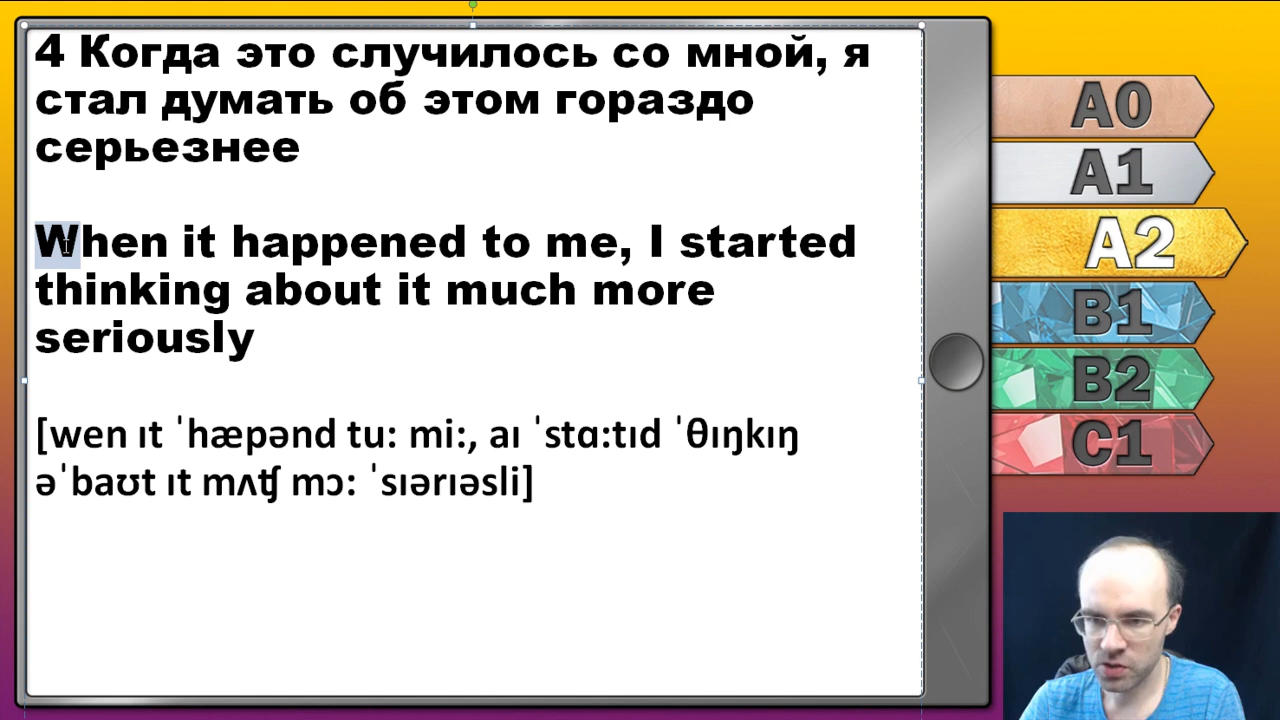 4 Когда это случилось со мной, я
стал думать об этом гораздо
серьезнее
When it happened to me, I started
thinking about it much more
seriously
[wen ɪt ˈhæpənd tu: mi:, aɪ ˈstɑ:tɪd ˈθɪŋkɪŋ
əˈbaʊt ɪt mʌʧ mɔ: ˈsɪərɪəsli]
A0
A1
A2
B1
B2
C1